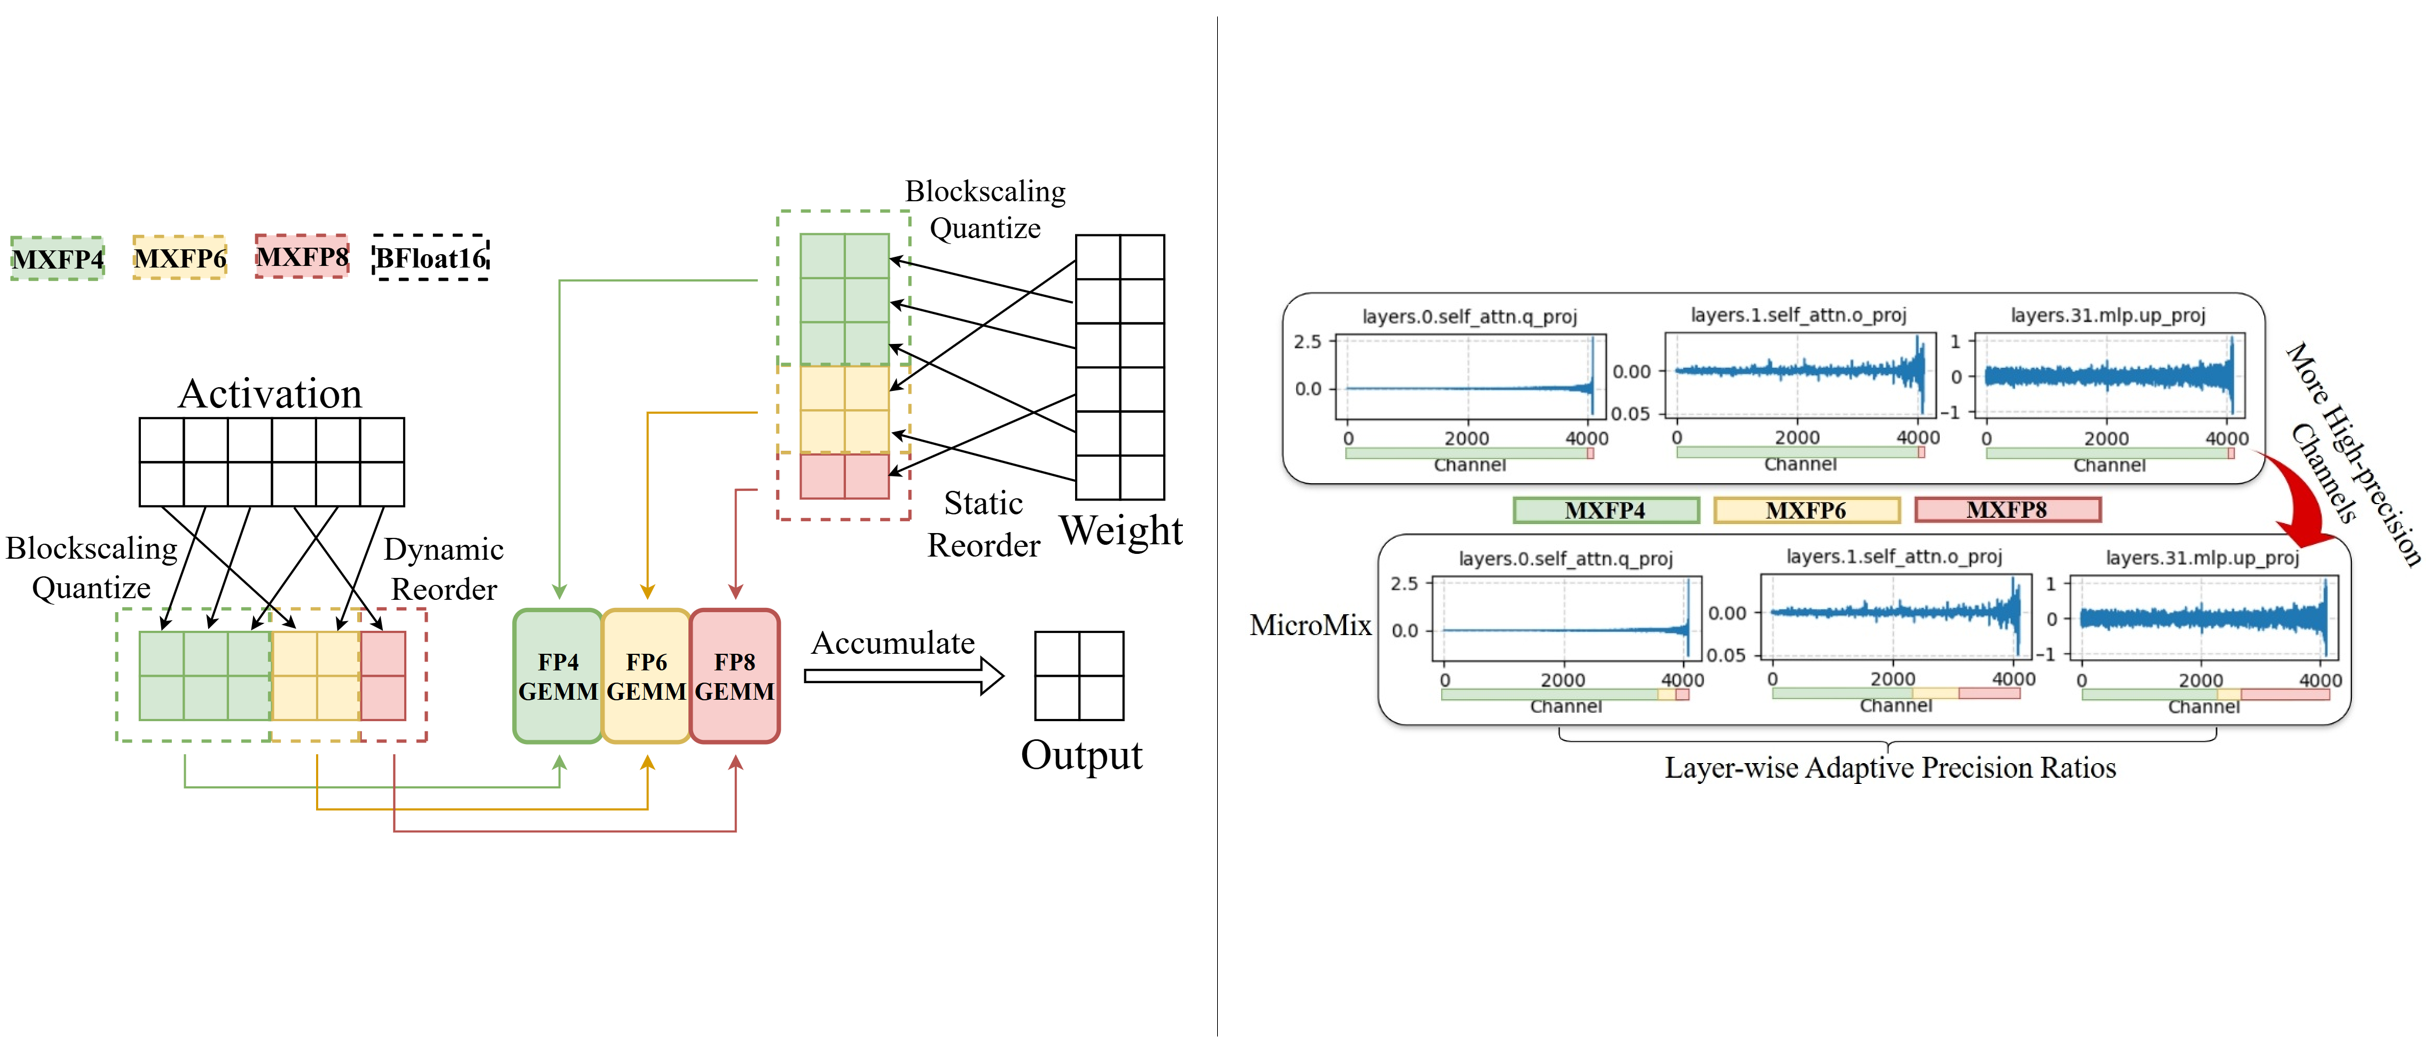 MXFP4 MXFP6 MXFP8 BFloat16
Activation
Blockscaling
Quantize
Dynamic
Reorder
Blockscaling
Quantize
Static
Reorder
Weight
FP4
GEMM
FP6
GEMM
FP8
GEMM
Accumulate
Output
layers.0.self_attn.q_proj
2.5
0.0
0 2000 4000
Channel
layers.1.self_attn.o_proj
0.00
0.05
0 2000 4000
Channel
layers.31.mlp.up_proj
1
0
−1
0 2000 4000
Channel
More High-precision
Channels
MXFP4 MXFP6 MXFP8
MicroMix
layers.0.self_attn.q_proj
2.5
0.0
0 2000 4000
Channel
layers.1.self_attn.o_proj
0.00
0.05
0 2000 4000
Channel
layers.31.mlp.up_proj
1
0
−1
0 2000 4000
Channel
Layer-wise Adaptive Precision Ratios